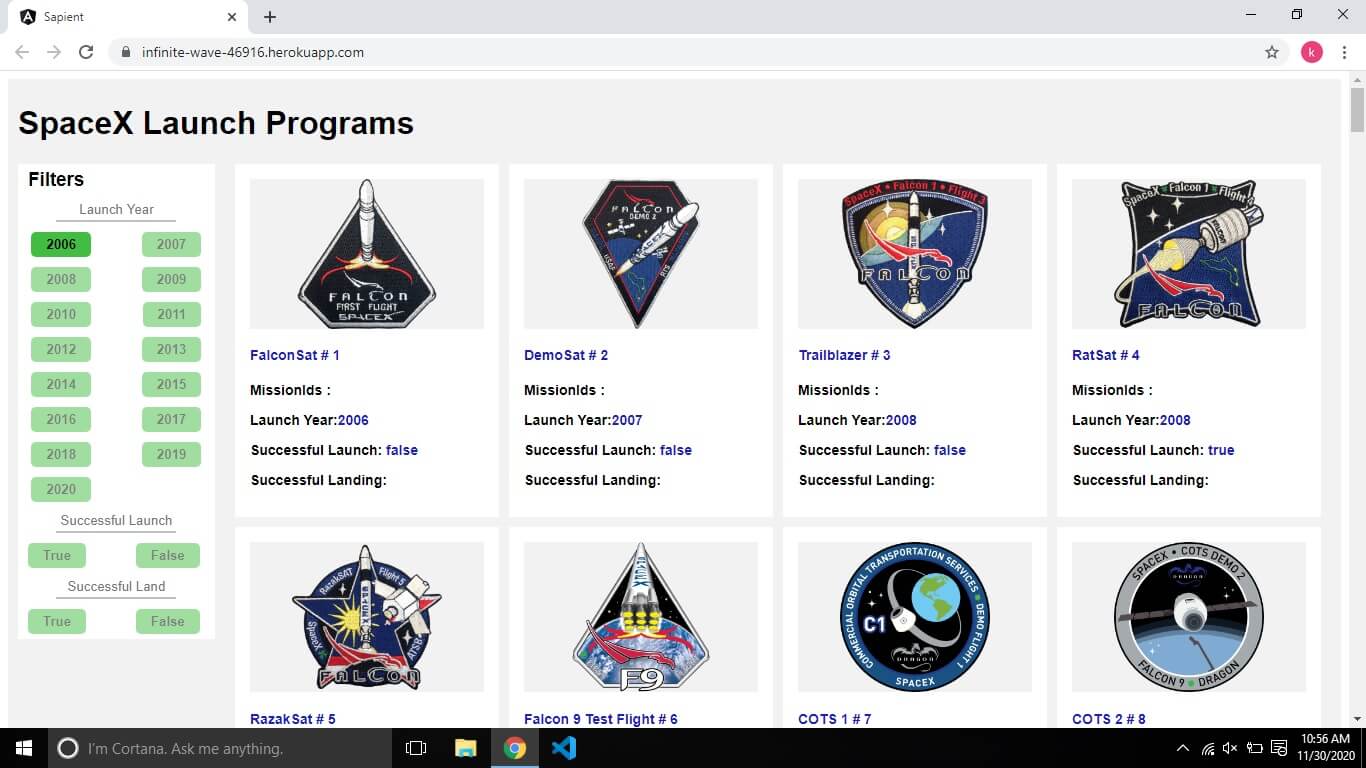 Sapient
infinite-wave-46916.herokuapp.com
k
SpaceX Launch Programs
Filters
Launch Year
2006 2007
2008 2009
2010 2011
2012 2013
2014 2015
2016 2017
2018 2019
2020
Successful Launch
True False
Successful Land
True False
FALCON
FIRST FLIGHT
SPACEX
FalconSat # 1
MissionIds :
Launch Year:2006
Successful Launch: false
Successful Landing:
FALCON
DEMO 2
SPACEX
DemoSat # 2
MissionIds :
Launch Year:2007
Successful Launch: false
Successful Landing:
SpaceX • Falcon 1 • Flight 3
FALCON
Trailblazer # 3
MissionIds :
Launch Year:2008
Successful Launch: false
Successful Landing:
SpaceX Falcon 1 Flight 4
FALCON
FALCON
RatSat # 4
MissionIds :
Launch Year:2008
Successful Launch: true
Successful Landing:
RazakSAT Flight 5
SpaceX
ATSB
SPACEX
FALCON
RazakSat # 5
SPACEX
F9
Falcon 9 Test Flight # 6
COMMERCIAL ORBITAL TRANSPORTATION SERVICES • DEMO FLIGHT 1
C1
DRAGON
SPACEX
COTS 1 # 7
SPACEX • COTS DEMO 2
DRAGON
FALCON 9 DRAGON
COTS 2 # 8
I'm Cortana. Ask me anything.
10:56 AM
11/30/2020